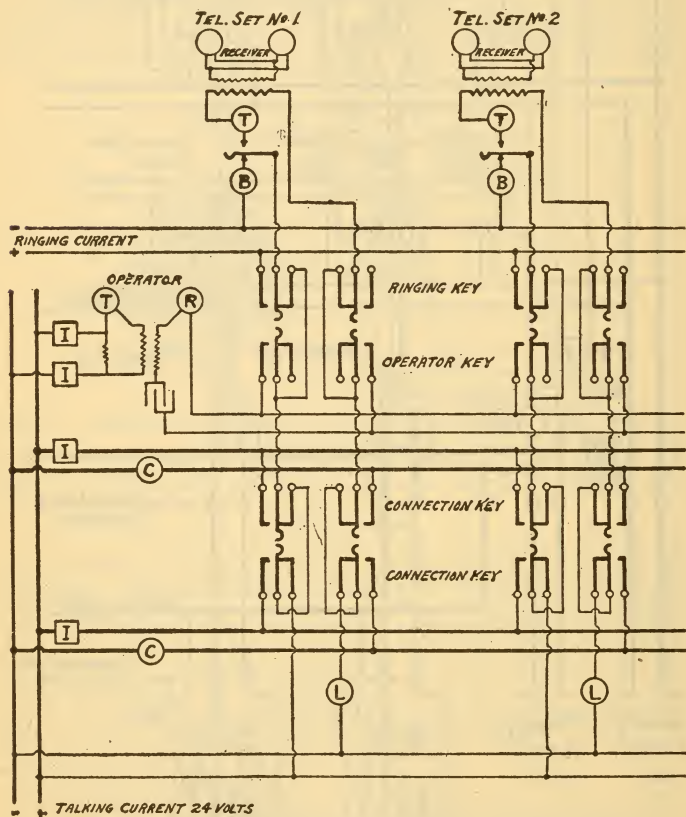 TEL. SET No. 1
TEL. SET No. 2
RECEIVER
RECEIVER
T
T
B
B
-
RINGING CURRENT
+
OPERATOR
RINGING KEY
T
R
I
OPERATOR KEY
I
I
C
CONNECTION KEY
CONNECTION KEY
I
C
L
L
- + TALKING CURRENT 24 VOLTS